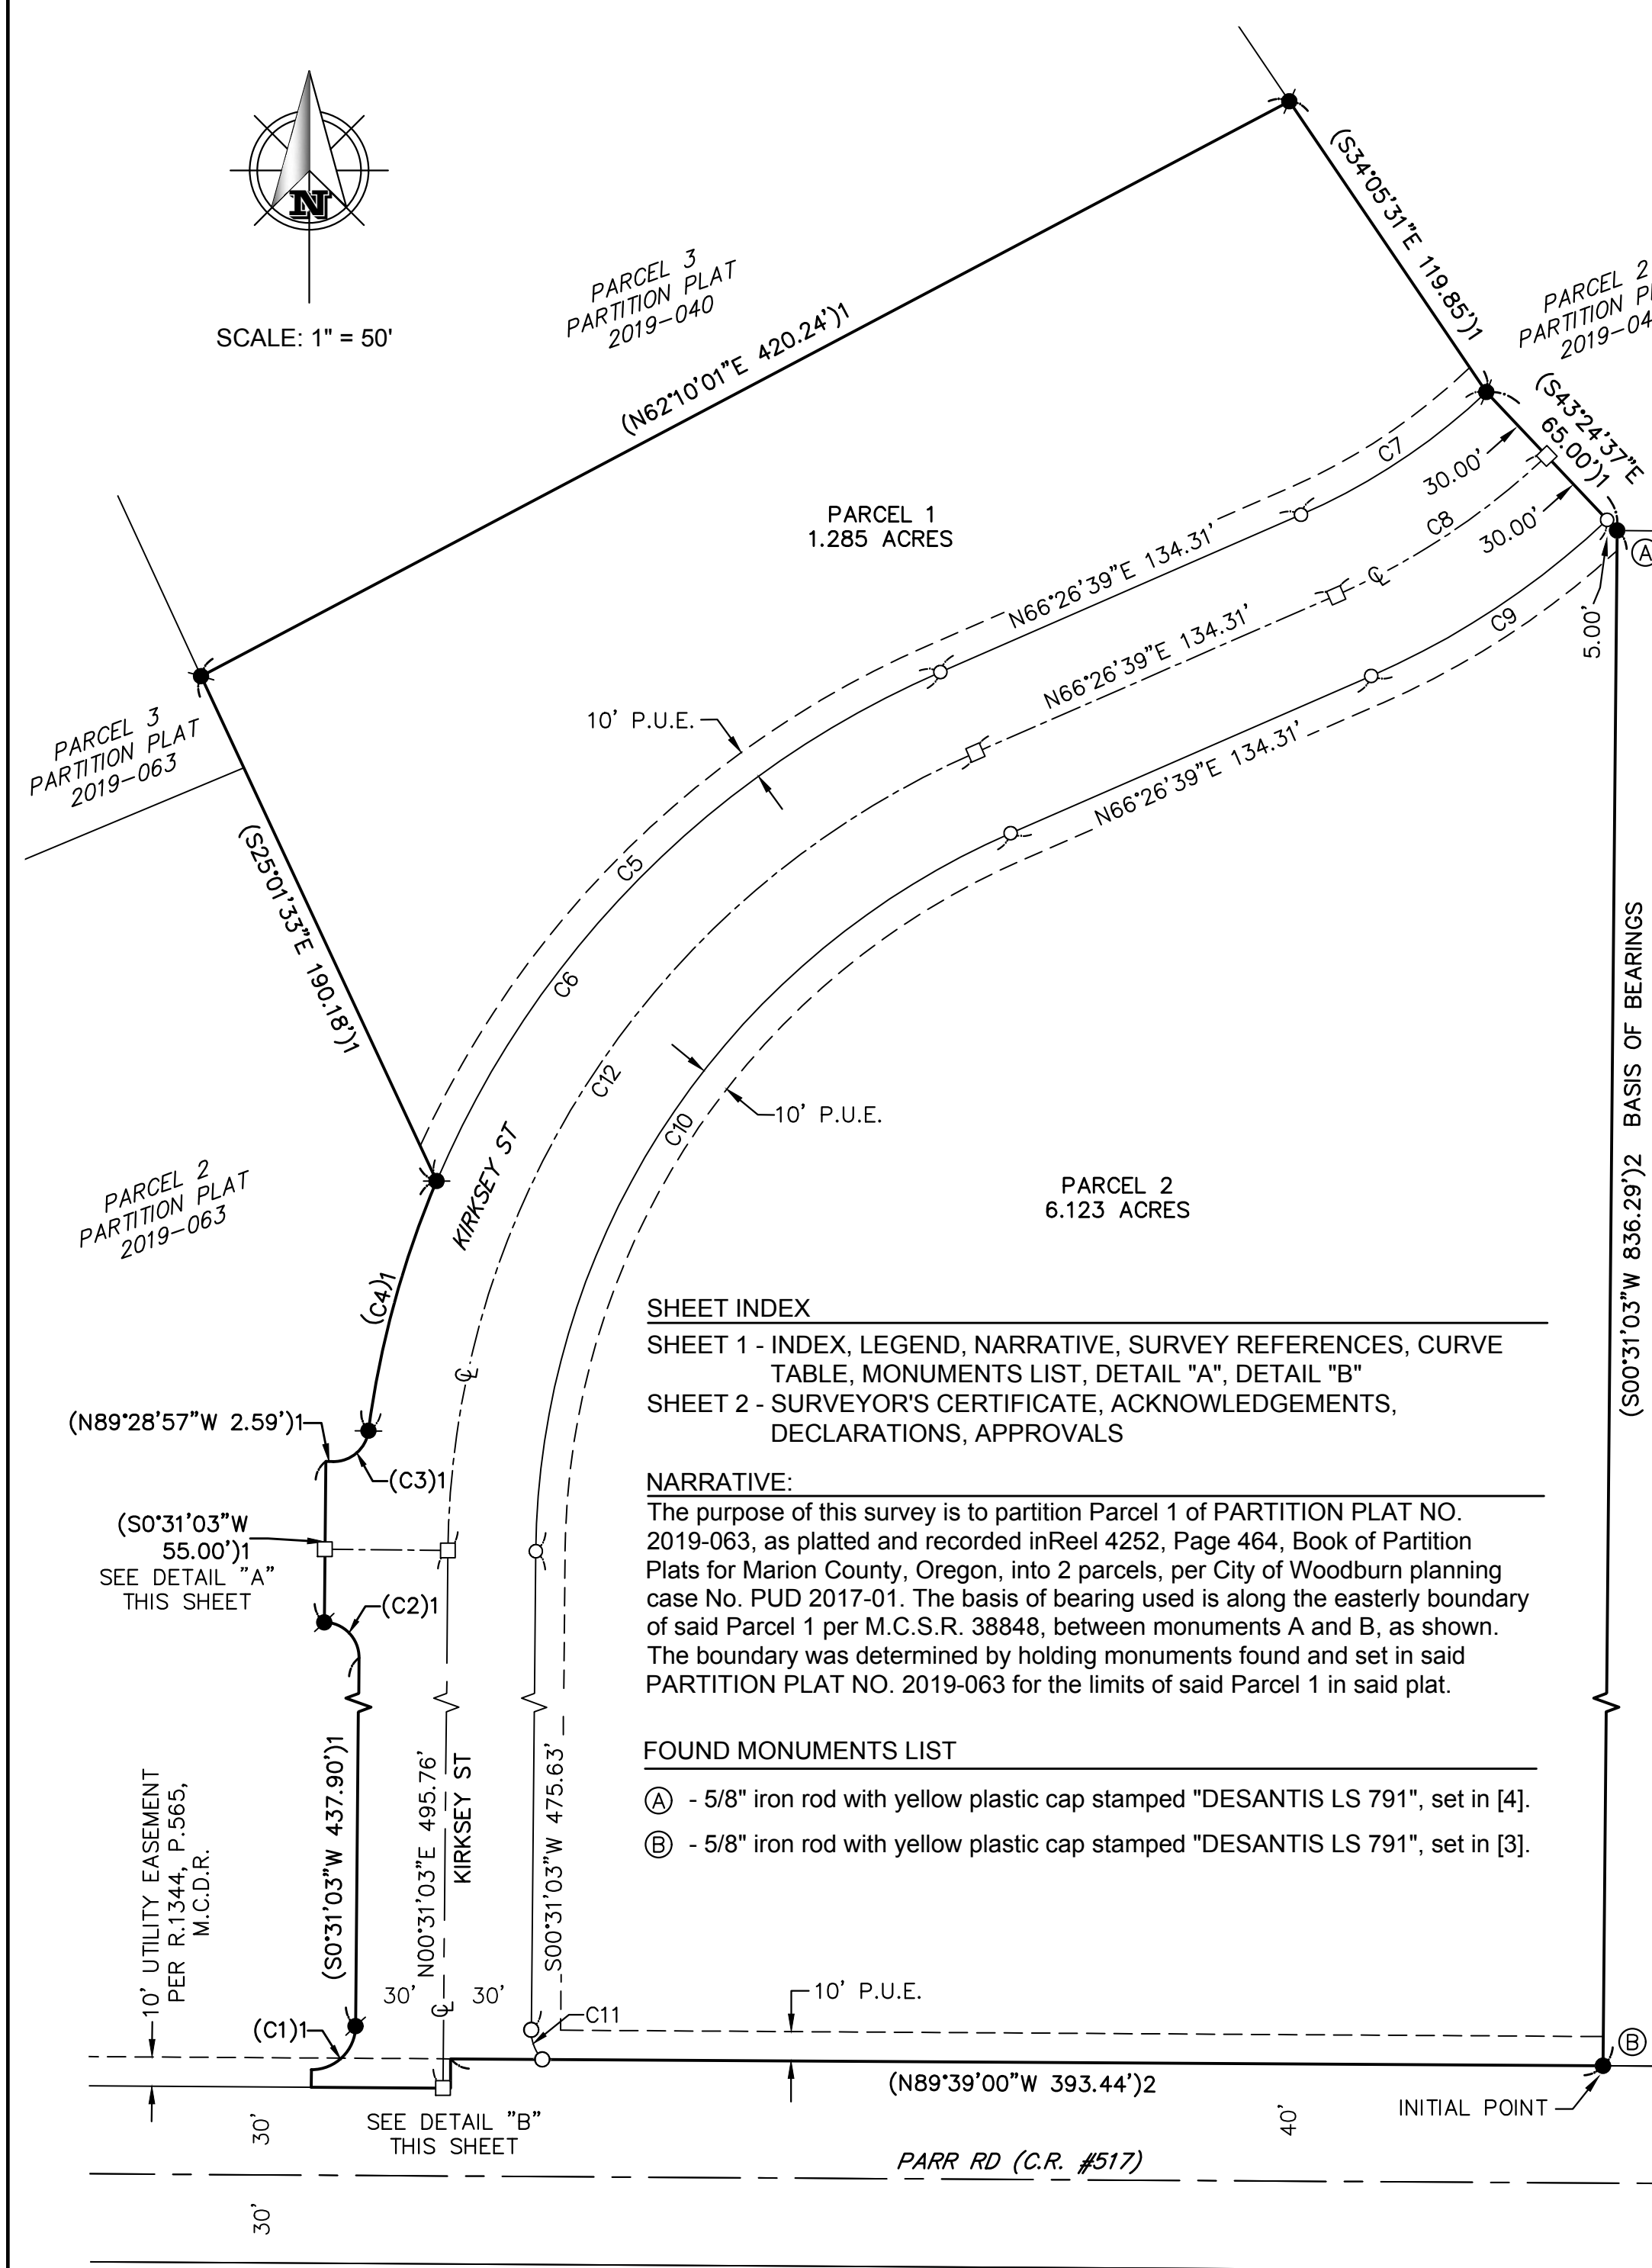 N
SCALE: 1" = 50'
PARCEL 3
PARTITION PLAT
2019-040
(N62°10'01"E 420.24')1
(S34°05'31"E 119.85')1
PARCEL 2
PARTITION
2019-04
(S43°24'37"E
65.00')1
30.00'
30.00'
C7
C8
C9
5.00'
A
PARCEL 1
1.285 ACRES
N66°26'39"E 134.31'
N66°26'39"E 134.31'
N66°26'39"E 134.31'
℄
10' P.U.E.
PARCEL 3
PARTITION PLAT
2019-063
(S25°01'33"E 190.18')1
C5
C6
C12
C10
10' P.U.E.
KIRKSEY ST
PARCEL 2
6.123 ACRES
(S00°31'03"W 836.29')2 BASIS OF BEARINGS
PARCEL 2
PARTITION PLAT
2019-063
(C4)1
℄
(N89°28'57"W 2.59')1
(C3)1
(S0°31'03"W
55.00')1
SEE DETAIL "A"
THIS SHEET
(C2)1
SHEET INDEX
SHEET 1 - INDEX, LEGEND, NARRATIVE, SURVEY REFERENCES, CURVE
TABLE, MONUMENTS LIST, DETAIL "A", DETAIL "B"
SHEET 2 - SURVEYOR'S CERTIFICATE, ACKNOWLEDGEMENTS,
DECLARATIONS, APPROVALS
NARRATIVE:
The purpose of this survey is to partition Parcel 1 of PARTITION PLAT NO.
2019-063, as platted and recorded inReel 4252, Page 464, Book of Partition
Plats for Marion County, Oregon, into 2 parcels, per City of Woodburn planning
case No. PUD 2017-01. The basis of bearing used is along the easterly boundary
of said Parcel 1 per M.C.S.R. 38848, between monuments A and B, as shown.
The boundary was determined by holding monuments found and set in said
PARTITION PLAT NO. 2019-063 for the limits of said Parcel 1 in said plat.
FOUND MONUMENTS LIST
A - 5/8" iron rod with yellow plastic cap stamped "DESANTIS LS 791", set in [4].
B - 5/8" iron rod with yellow plastic cap stamped "DESANTIS LS 791", set in [3].
10' UTILITY EASEMENT
PER R.1344, P.565,
M.C.D.R.
(S0°31'03"W 437.90')1
N00°31'03"E 495.76'
KIRKSEY ST
S00°31'03"W 475.63'
30' ℄ 30'
(C1)1
C11
10' P.U.E.
B
(N89°39'00"W 393.44')2
INITIAL POINT
SEE DETAIL "B"
THIS SHEET
30'
40'
PARR RD (C.R. #517)
30'